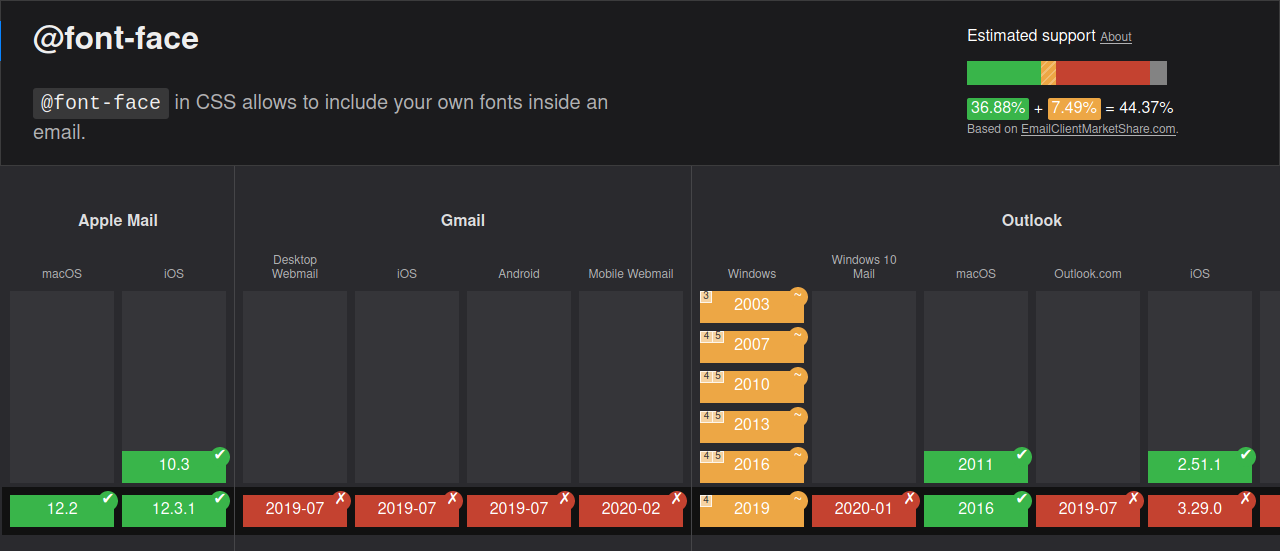 @font-face
Estimated support About
@font-face in CSS allows to include your own fonts inside an
email.
36.88% + 7.49% = 44.37%
Based on EmailClientMarketShare.com.
Apple Mail
Gmail
Outlook
macOS
iOS
Desktop
Webmail
iOS
Android
Mobile Webmail
Windows
Windows 10
Mail
macOS
Outlook.com
iOS
3 2003 ~
4 5 2007 ~
4 5 2010 ~
4 5 2013 ~
10.3 ✔
4 5 2016 ~
2011 ✔
2.51.1 ✔
12.2 ✔
12.3.1 ✔
2019-07 ✗
2019-07 ✗
2019-07 ✗
2020-02 ✗
4 2019 ~
2020-01 ✗
2016 ✔
2019-07 ✗
3.29.0 ✗